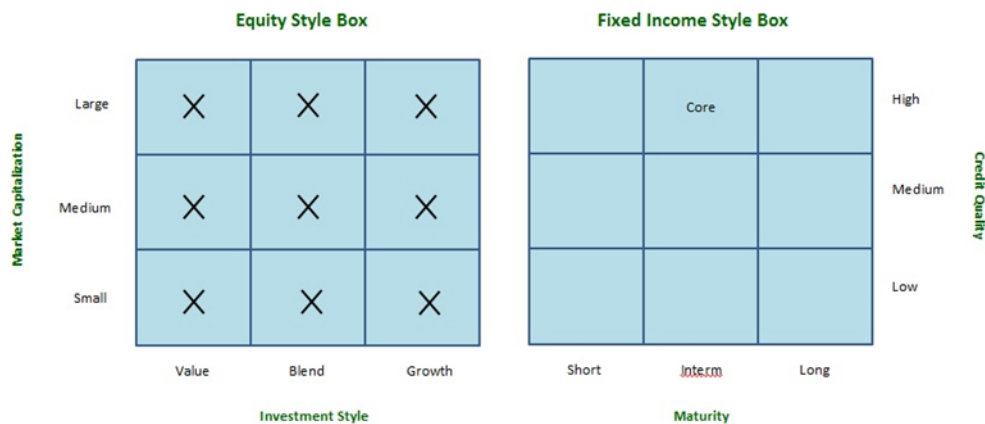 Equity Style Box
Fixed Income Style Box
Large
Core
High
Market Capitalization
Medium
Medium
Credit Quality
Small
Low
Value
Blend
Growth
Short
Interm
Long
Investment Style
Maturity